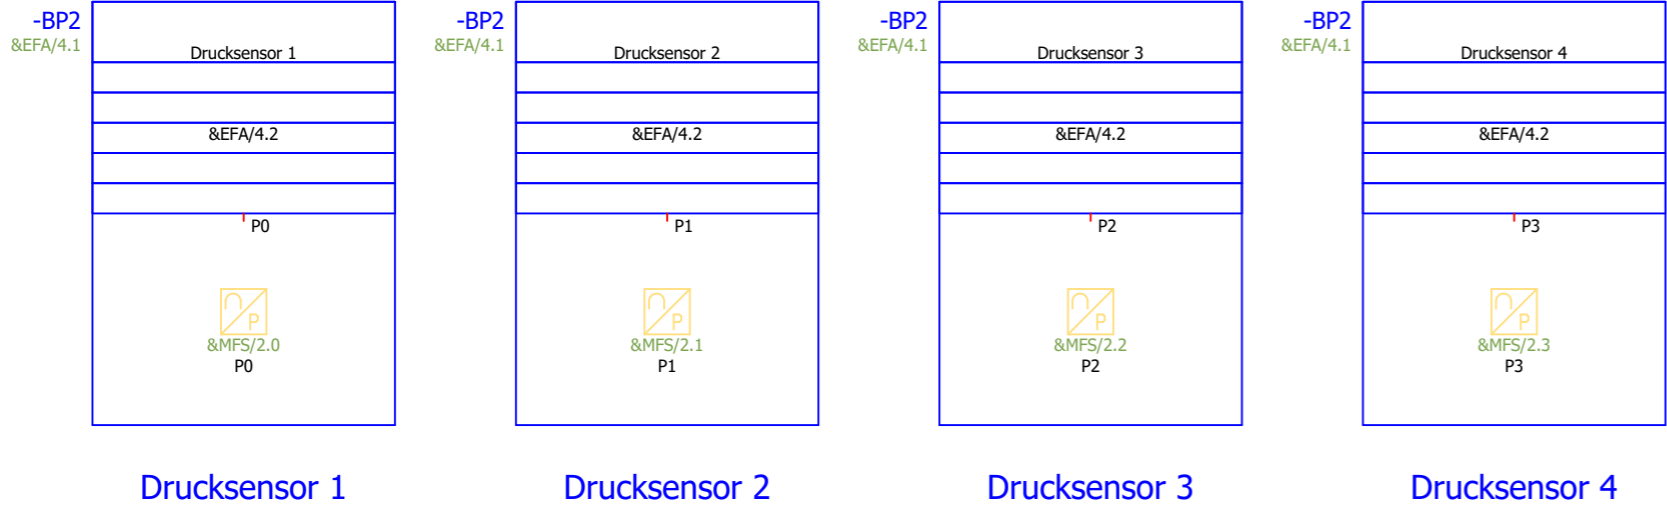 -BP2
&EFA/4.1
Drucksensor 1
&EFA/4.2
P0
P
&MFS/2.0
P0
Drucksensor 1
-BP2
&EFA/4.1
Drucksensor 2
&EFA/4.2
P1
P
&MFS/2.1
P1
Drucksensor 2
-BP2
&EFA/4.1
Drucksensor 3
&EFA/4.2
P2
P
&MFS/2.2
P2
Drucksensor 3
-BP2
&EFA/4.1
Drucksensor 4
&EFA/4.2
P3
P
&MFS/2.3
P3
Drucksensor 4